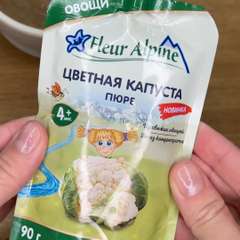 ОВОЩИ
Fleur Alpine
ЦВЕТНАЯ КАПУСТА
ПЮРЕ
НОВИНКА
4+
90 г